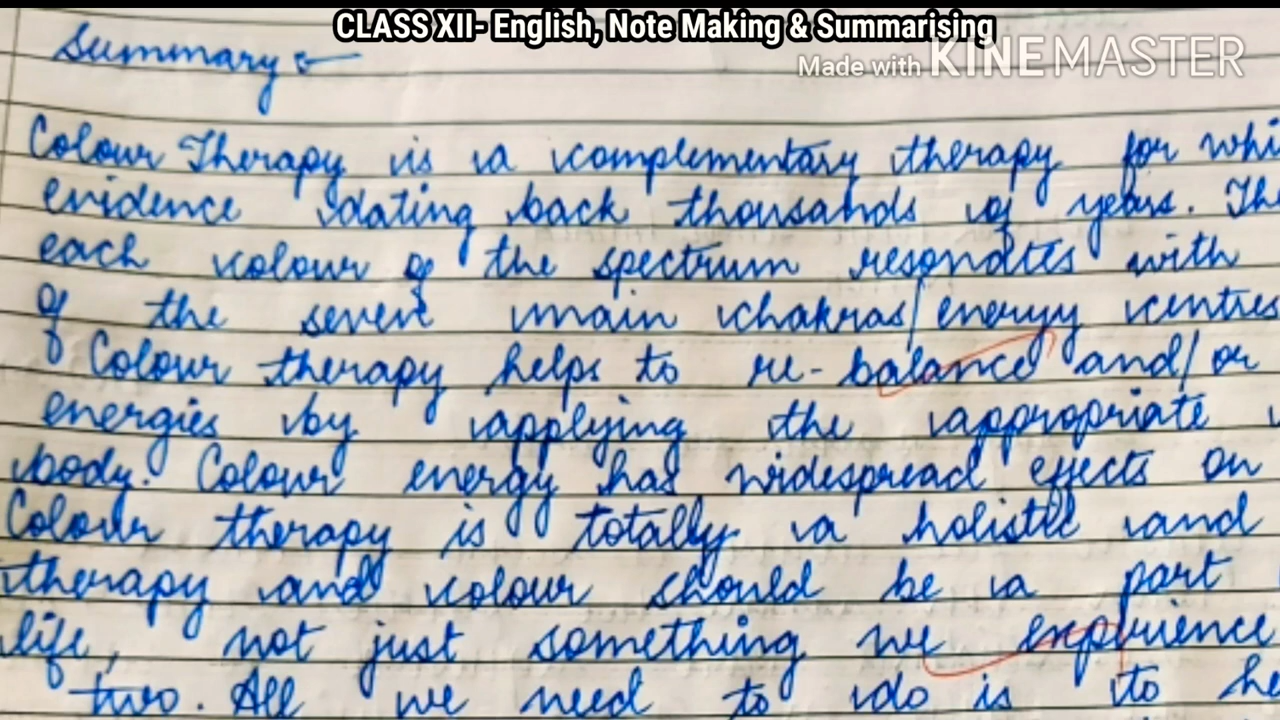 CLASS XII- English, Note Making & Summarising
Made with KINEMASTER
Summary :-
Colour Therapy is a complementary therapy for whi
evidence dating back thousands of years. The
each colour of the spectrum resondtes with
of the seven main chakras/energy centres
Colour therapy helps to re-balance and/or
energies by applying the appropriate
body. Colour energy has widespread effects on
Colour therapy is totally a holistic and
therapy and colour should be a part
life, not just something we experience
two. All we need to do is to he